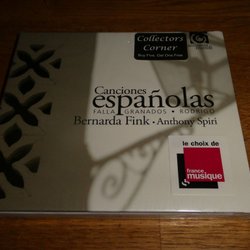 Collectors
Corner
Buy Five, Get One Free
Canciones
españolas
FALLA • GRANADOS • RODRIGO
Bernarda Fink • Anthony Spiri
le choix de
france
musique